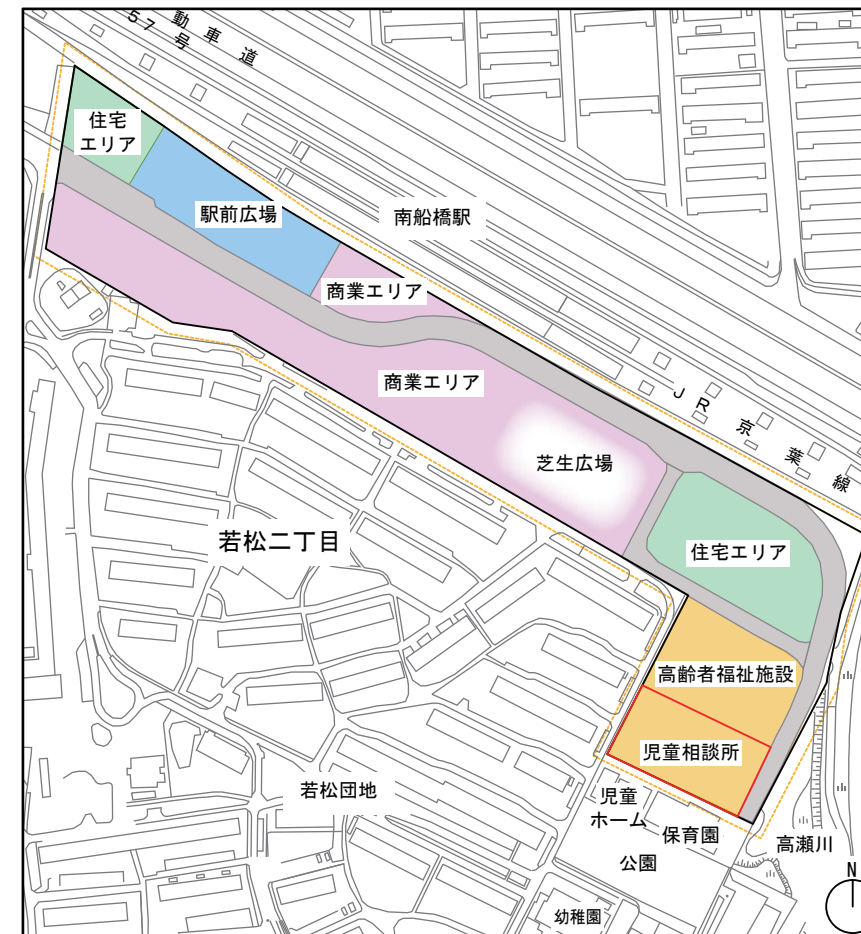 動車道
57号
住宅
エリア
駅前広場
南船橋駅
商業エリア
商業エリア
JR京葉線
芝生広場
若松二丁目
住宅エリア
高齢者福祉施設
児童相談所
若松団地
児童
ホーム
保育園
高瀬川
公園
N
幼稚園